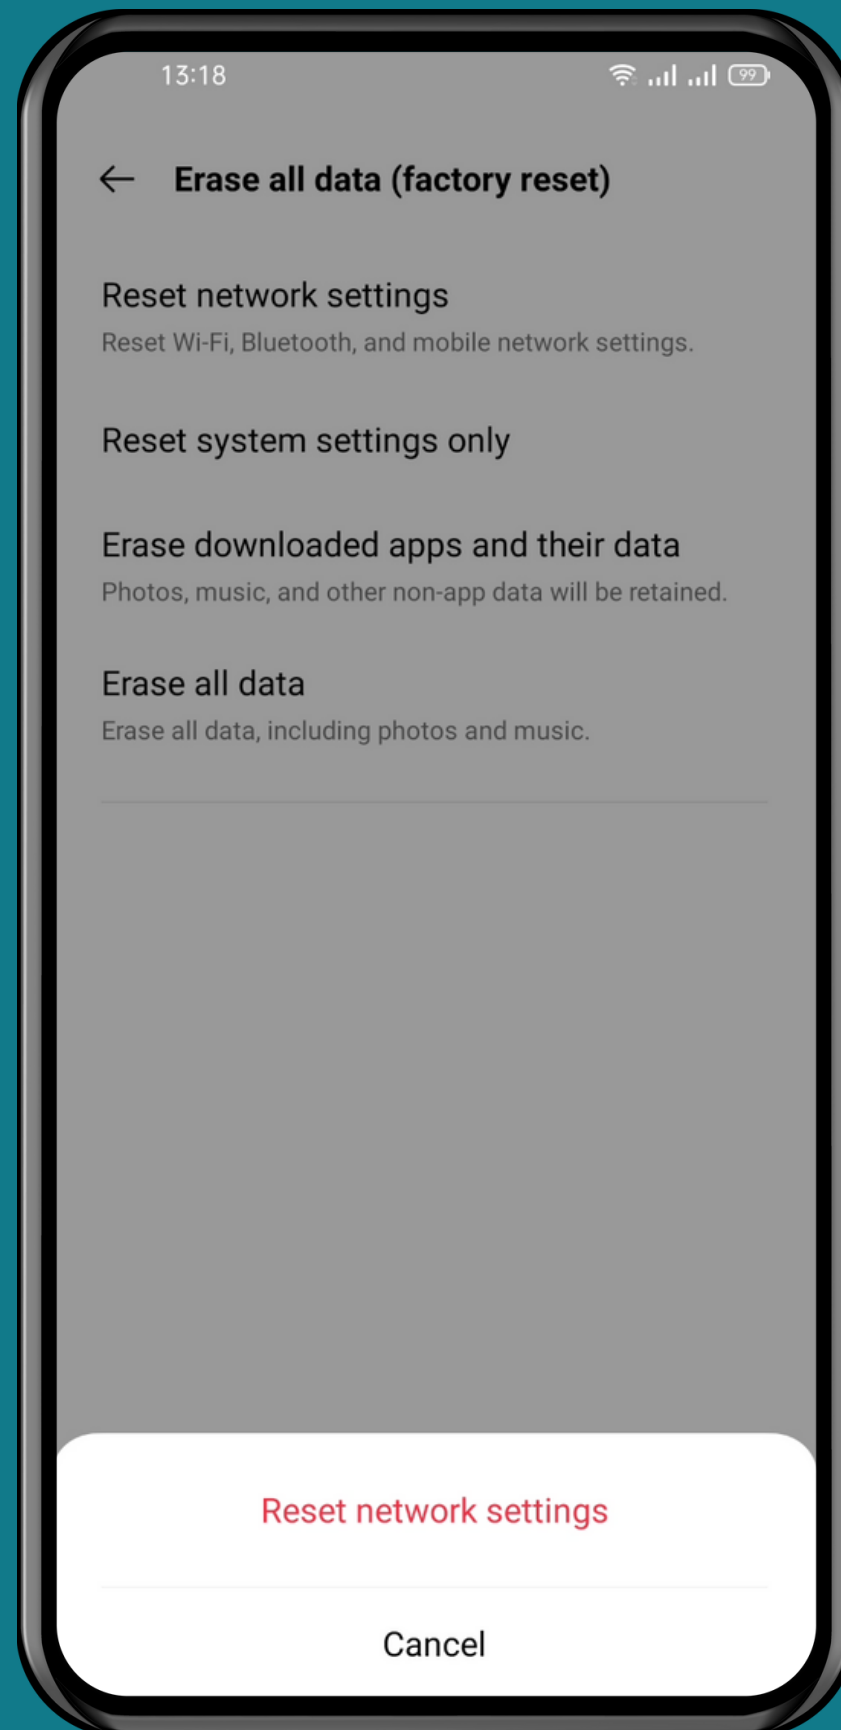 13:18
99
Erase all data (factory reset)
Reset network settings
Reset Wi-Fi, Bluetooth, and mobile network settings.
Reset system settings only
Erase downloaded apps and their data
Photos, music, and other non-app data will be retained.
Erase all data
Erase all data, including photos and music.
Reset network settings
Cancel